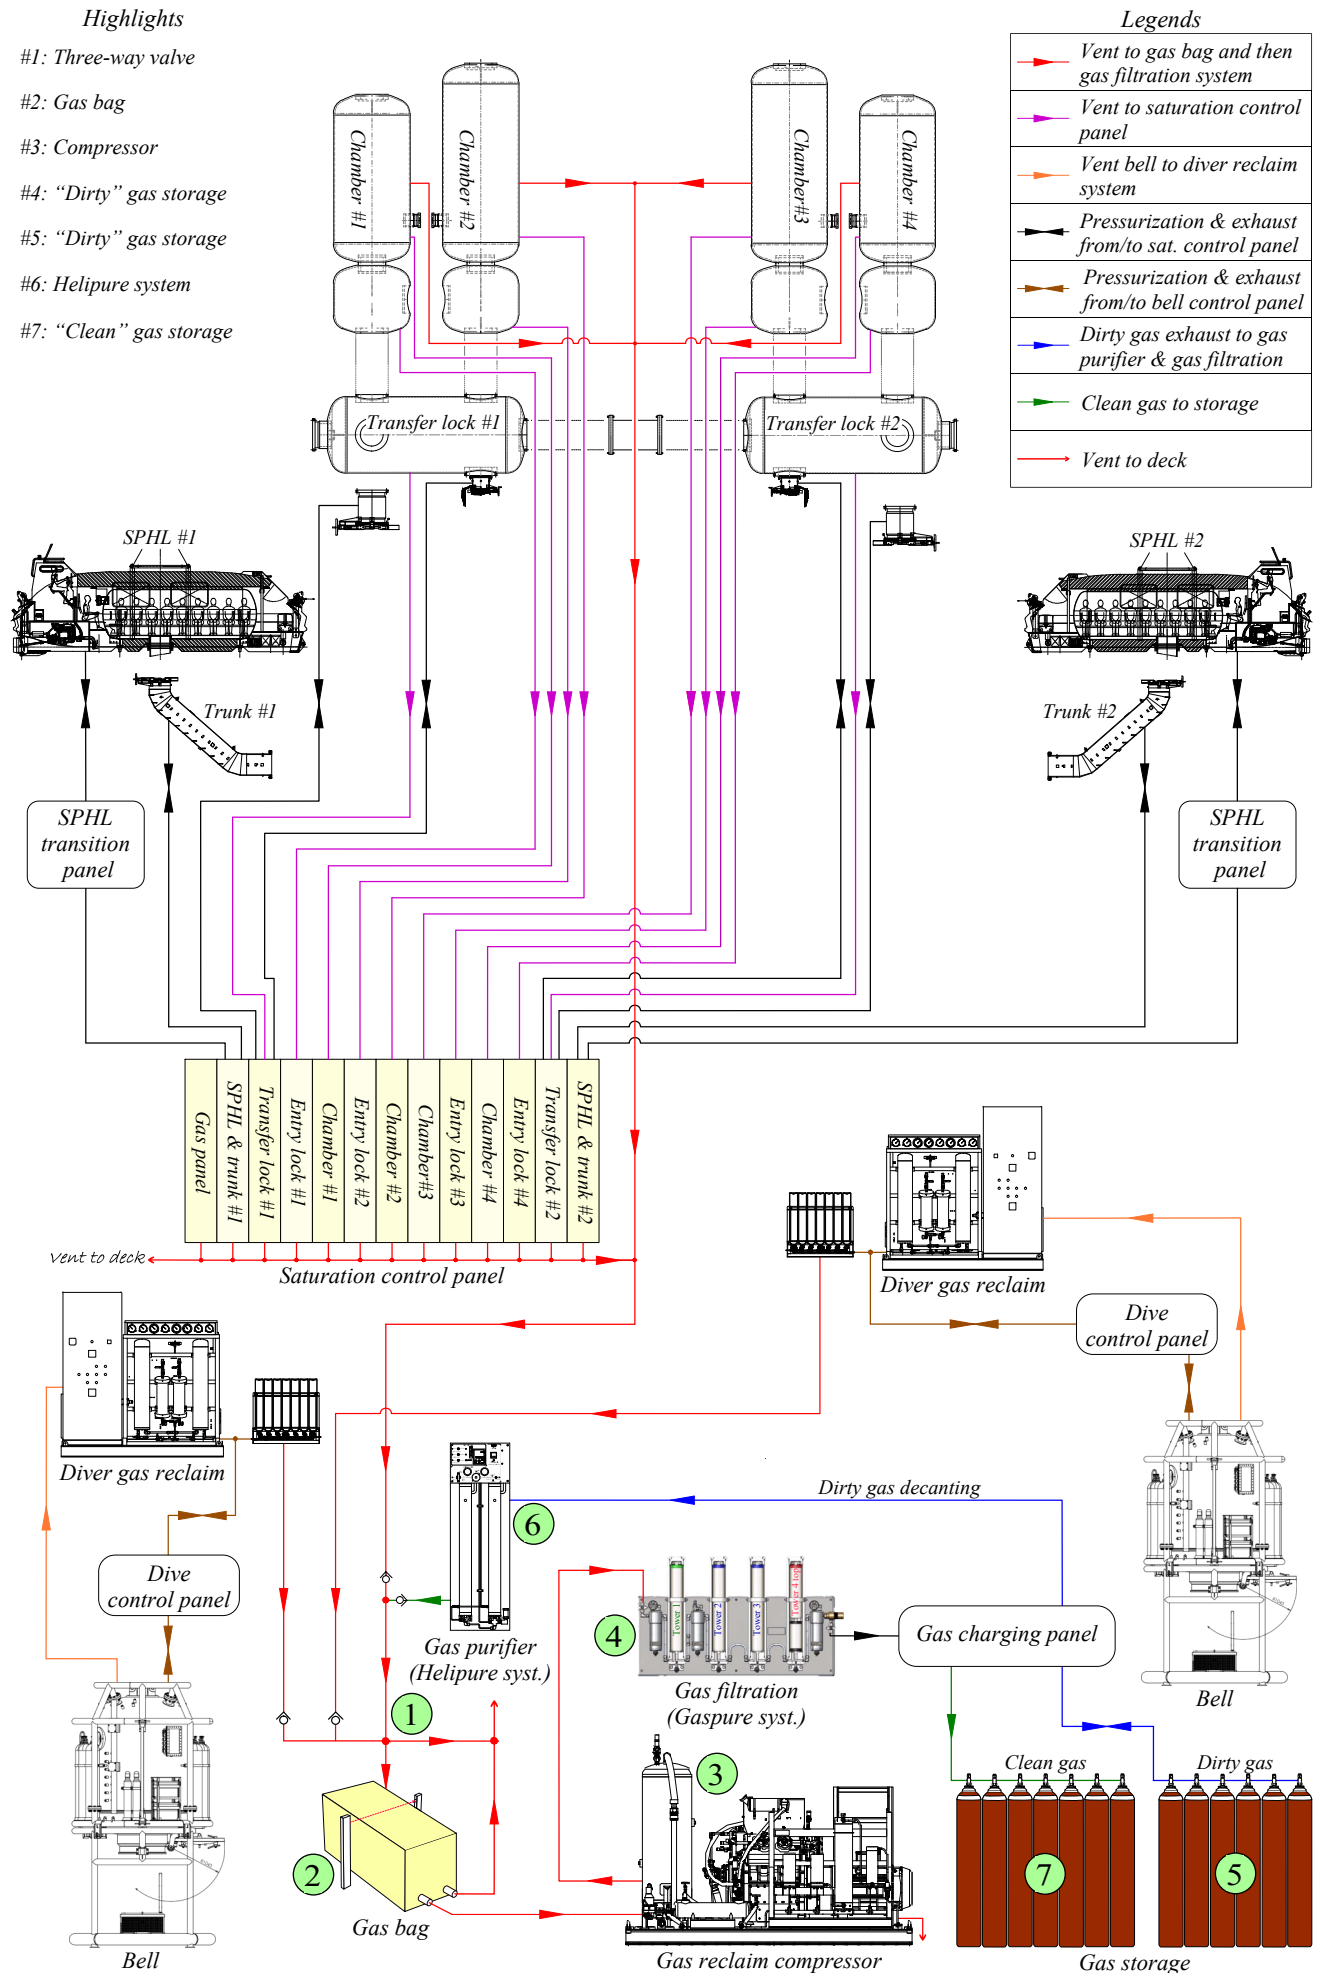 Highlights
#1: Three-way valve
#2: Gas bag
#3: Compressor
#4: “Dirty” gas storage
#5: “Dirty” gas storage
#6: Helipure system
#7: “Clean” gas storage
Legends
Vent to gas bag and then
gas filtration system
Vent to saturation control
panel
Vent bell to diver reclaim
system
Pressurization & exhaust
from/to sat. control panel
Pressurization & exhaust
from/to bell control panel
Dirty gas exhaust to gas
purifier & gas filtration
Clean gas to storage
Vent to deck
Chamber #1
Chamber #2
Chamber#3
Chamber #4
Transfer lock #1
Transfer lock #2
SPHL #1
SPHL #2
Trunk #1
Trunk #2
SPHL
transition
panel
SPHL
transition
panel
Gas panel
SPHL & trunk #1
Transfer lock #1
Entry lock #1
Chamber #1
Entry lock #2
Chamber #2
Chamber#3
Entry lock #3
Chamber #4
Entry lock #4
Transfer lock #2
SPHL & trunk #2
Vent to deck
Saturation control panel
Diver gas reclaim
Dive
control panel
Diver gas reclaim
Dive
control panel
Dirty gas decanting
6
Gas purifier
(Helipure syst.)
Tower 1
Tower 2
Tower 3
Tower 4 top
4
Gas charging panel
Gas filtration
(Gaspure syst.)
Bell
1
3
Clean gas
Dirty gas
2
7
5
Gas bag
Bell
Gas reclaim compressor
Gas storage